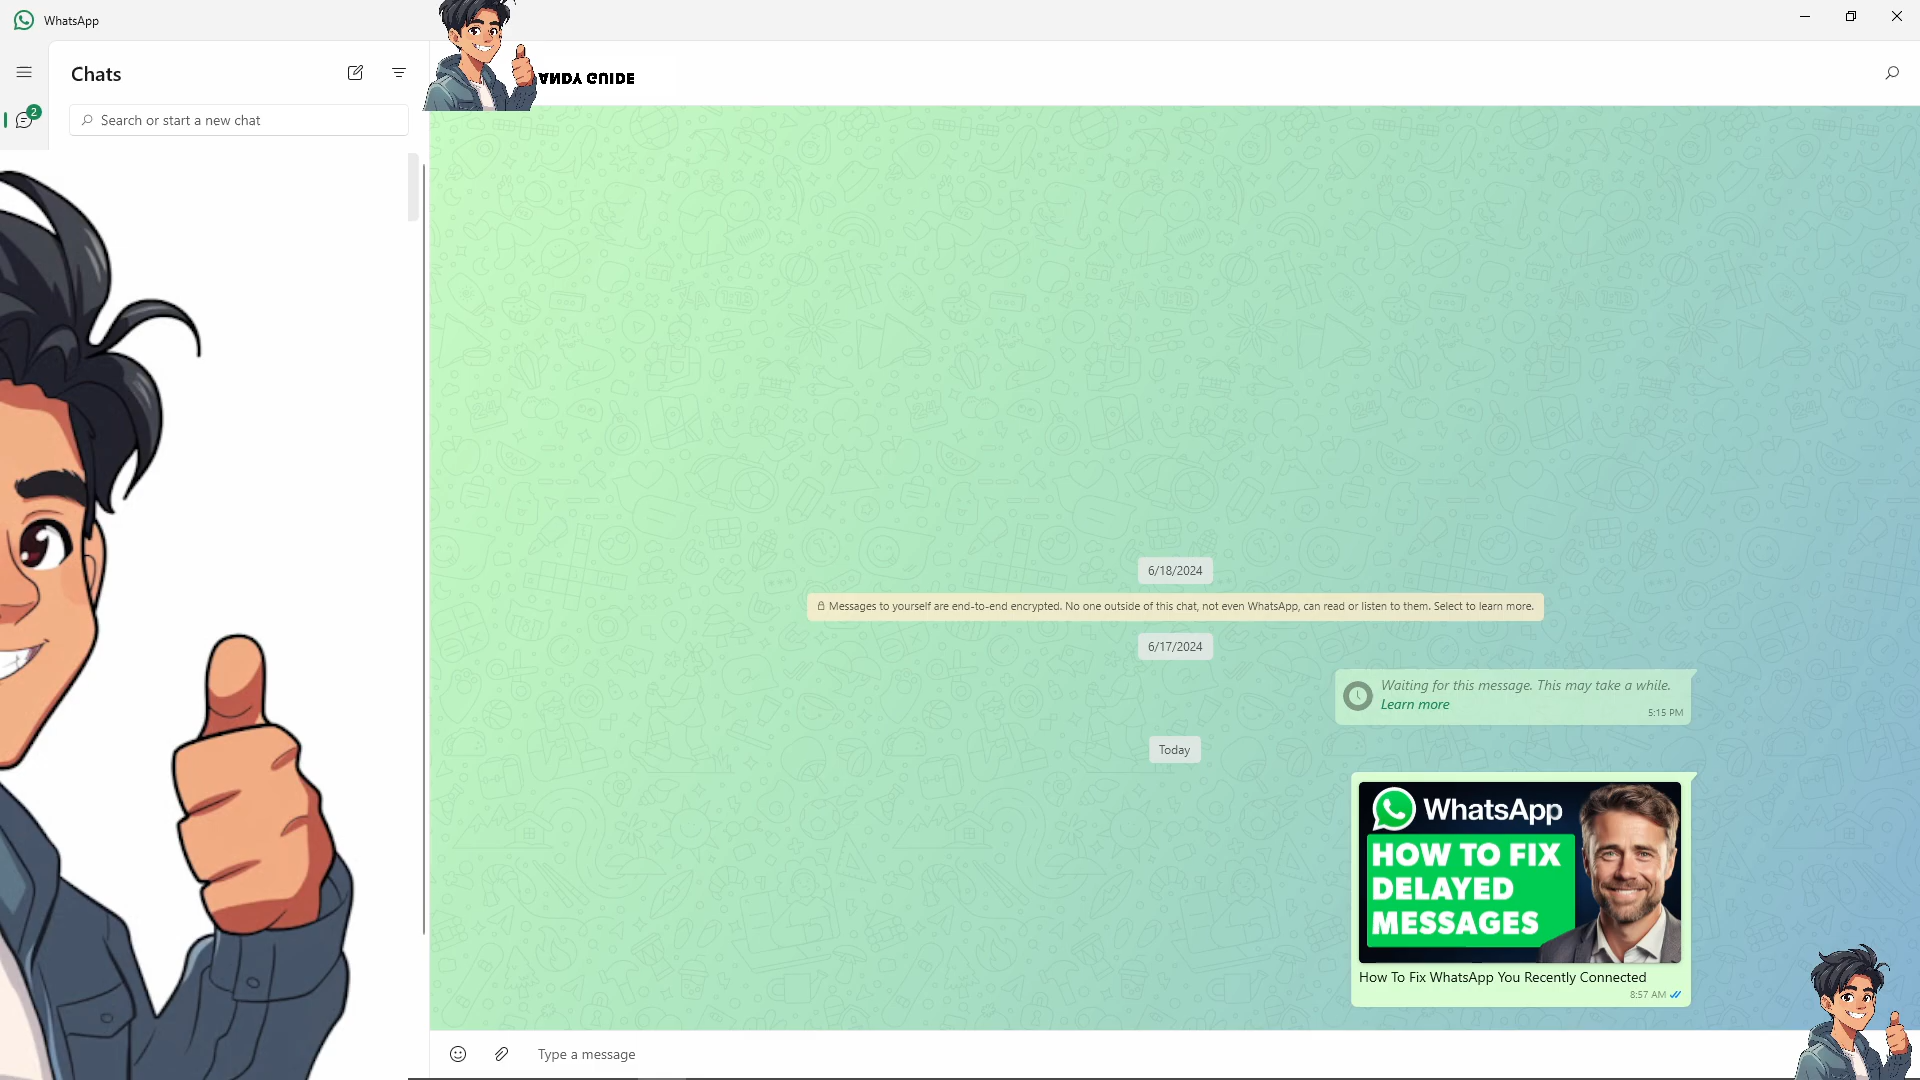 WhatsApp
Chats
2
Search or start a new chat
ANDY GUIDE
6/18/2024
Messages to yourself are end-to-end encrypted. No one outside of this chat, not even WhatsApp, can read or listen to them. Select to learn more.
6/17/2024
Waiting for this message. This may take a while.
Learn more
5:15 PM
Today
WhatsApp
HOW TO FIX
DELAYED
MESSAGES
How To Fix WhatsApp You Recently Connected
8:57 AM
Type a message